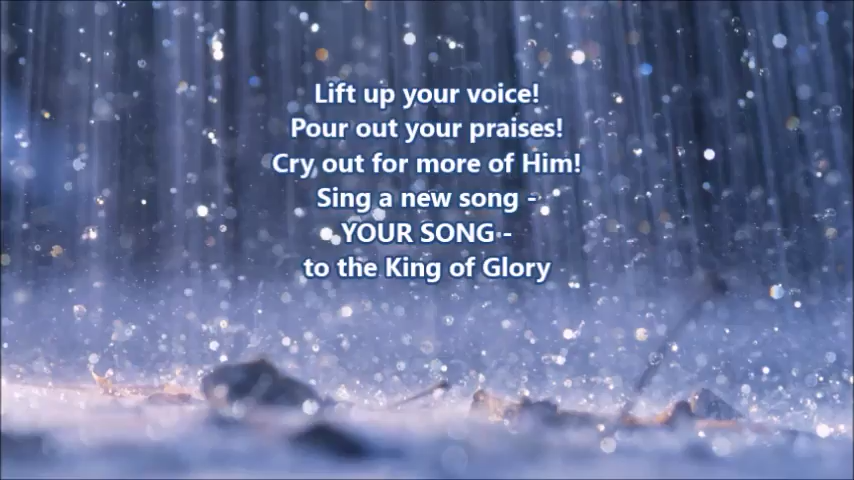 Lift up your voice!
Pour out your praises!
Cry out for more of Him!
Sing a new song -
YOUR SONG -
to the King of Glory